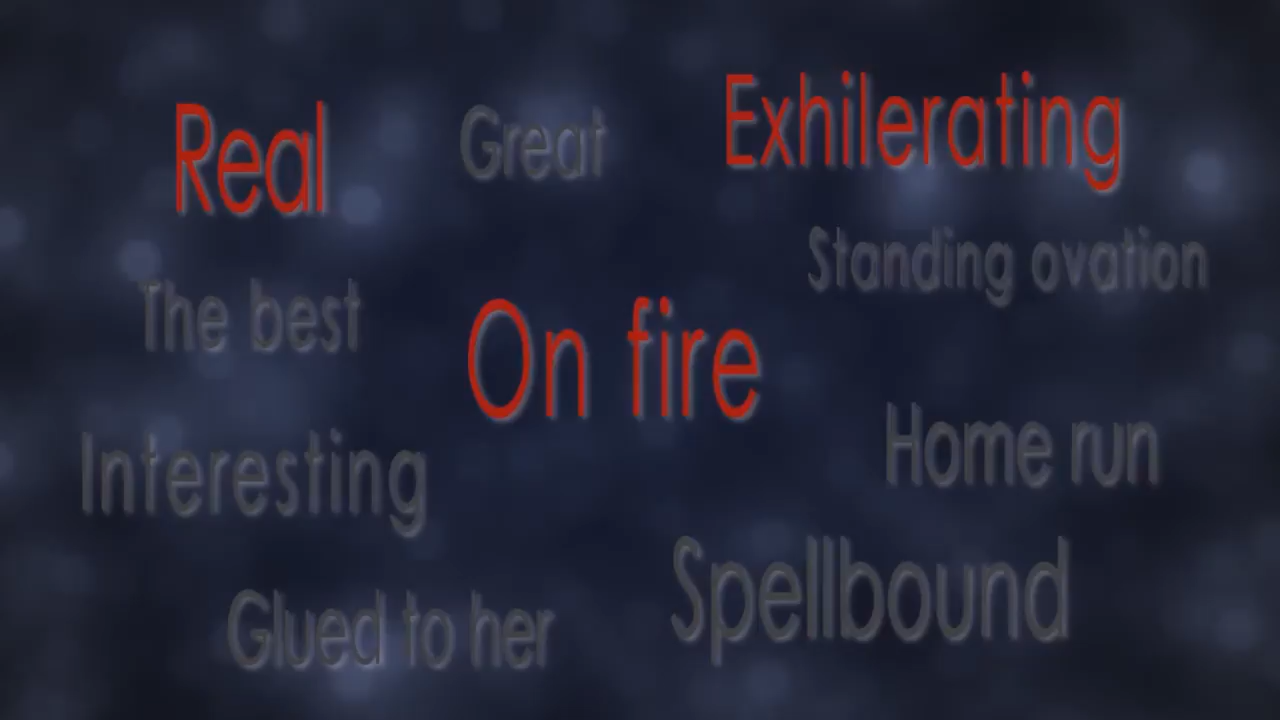 Real
Great
Exhilerating
Standing ovation
The best
On fire
Interesting
Home run
Spellbound
Glued to her